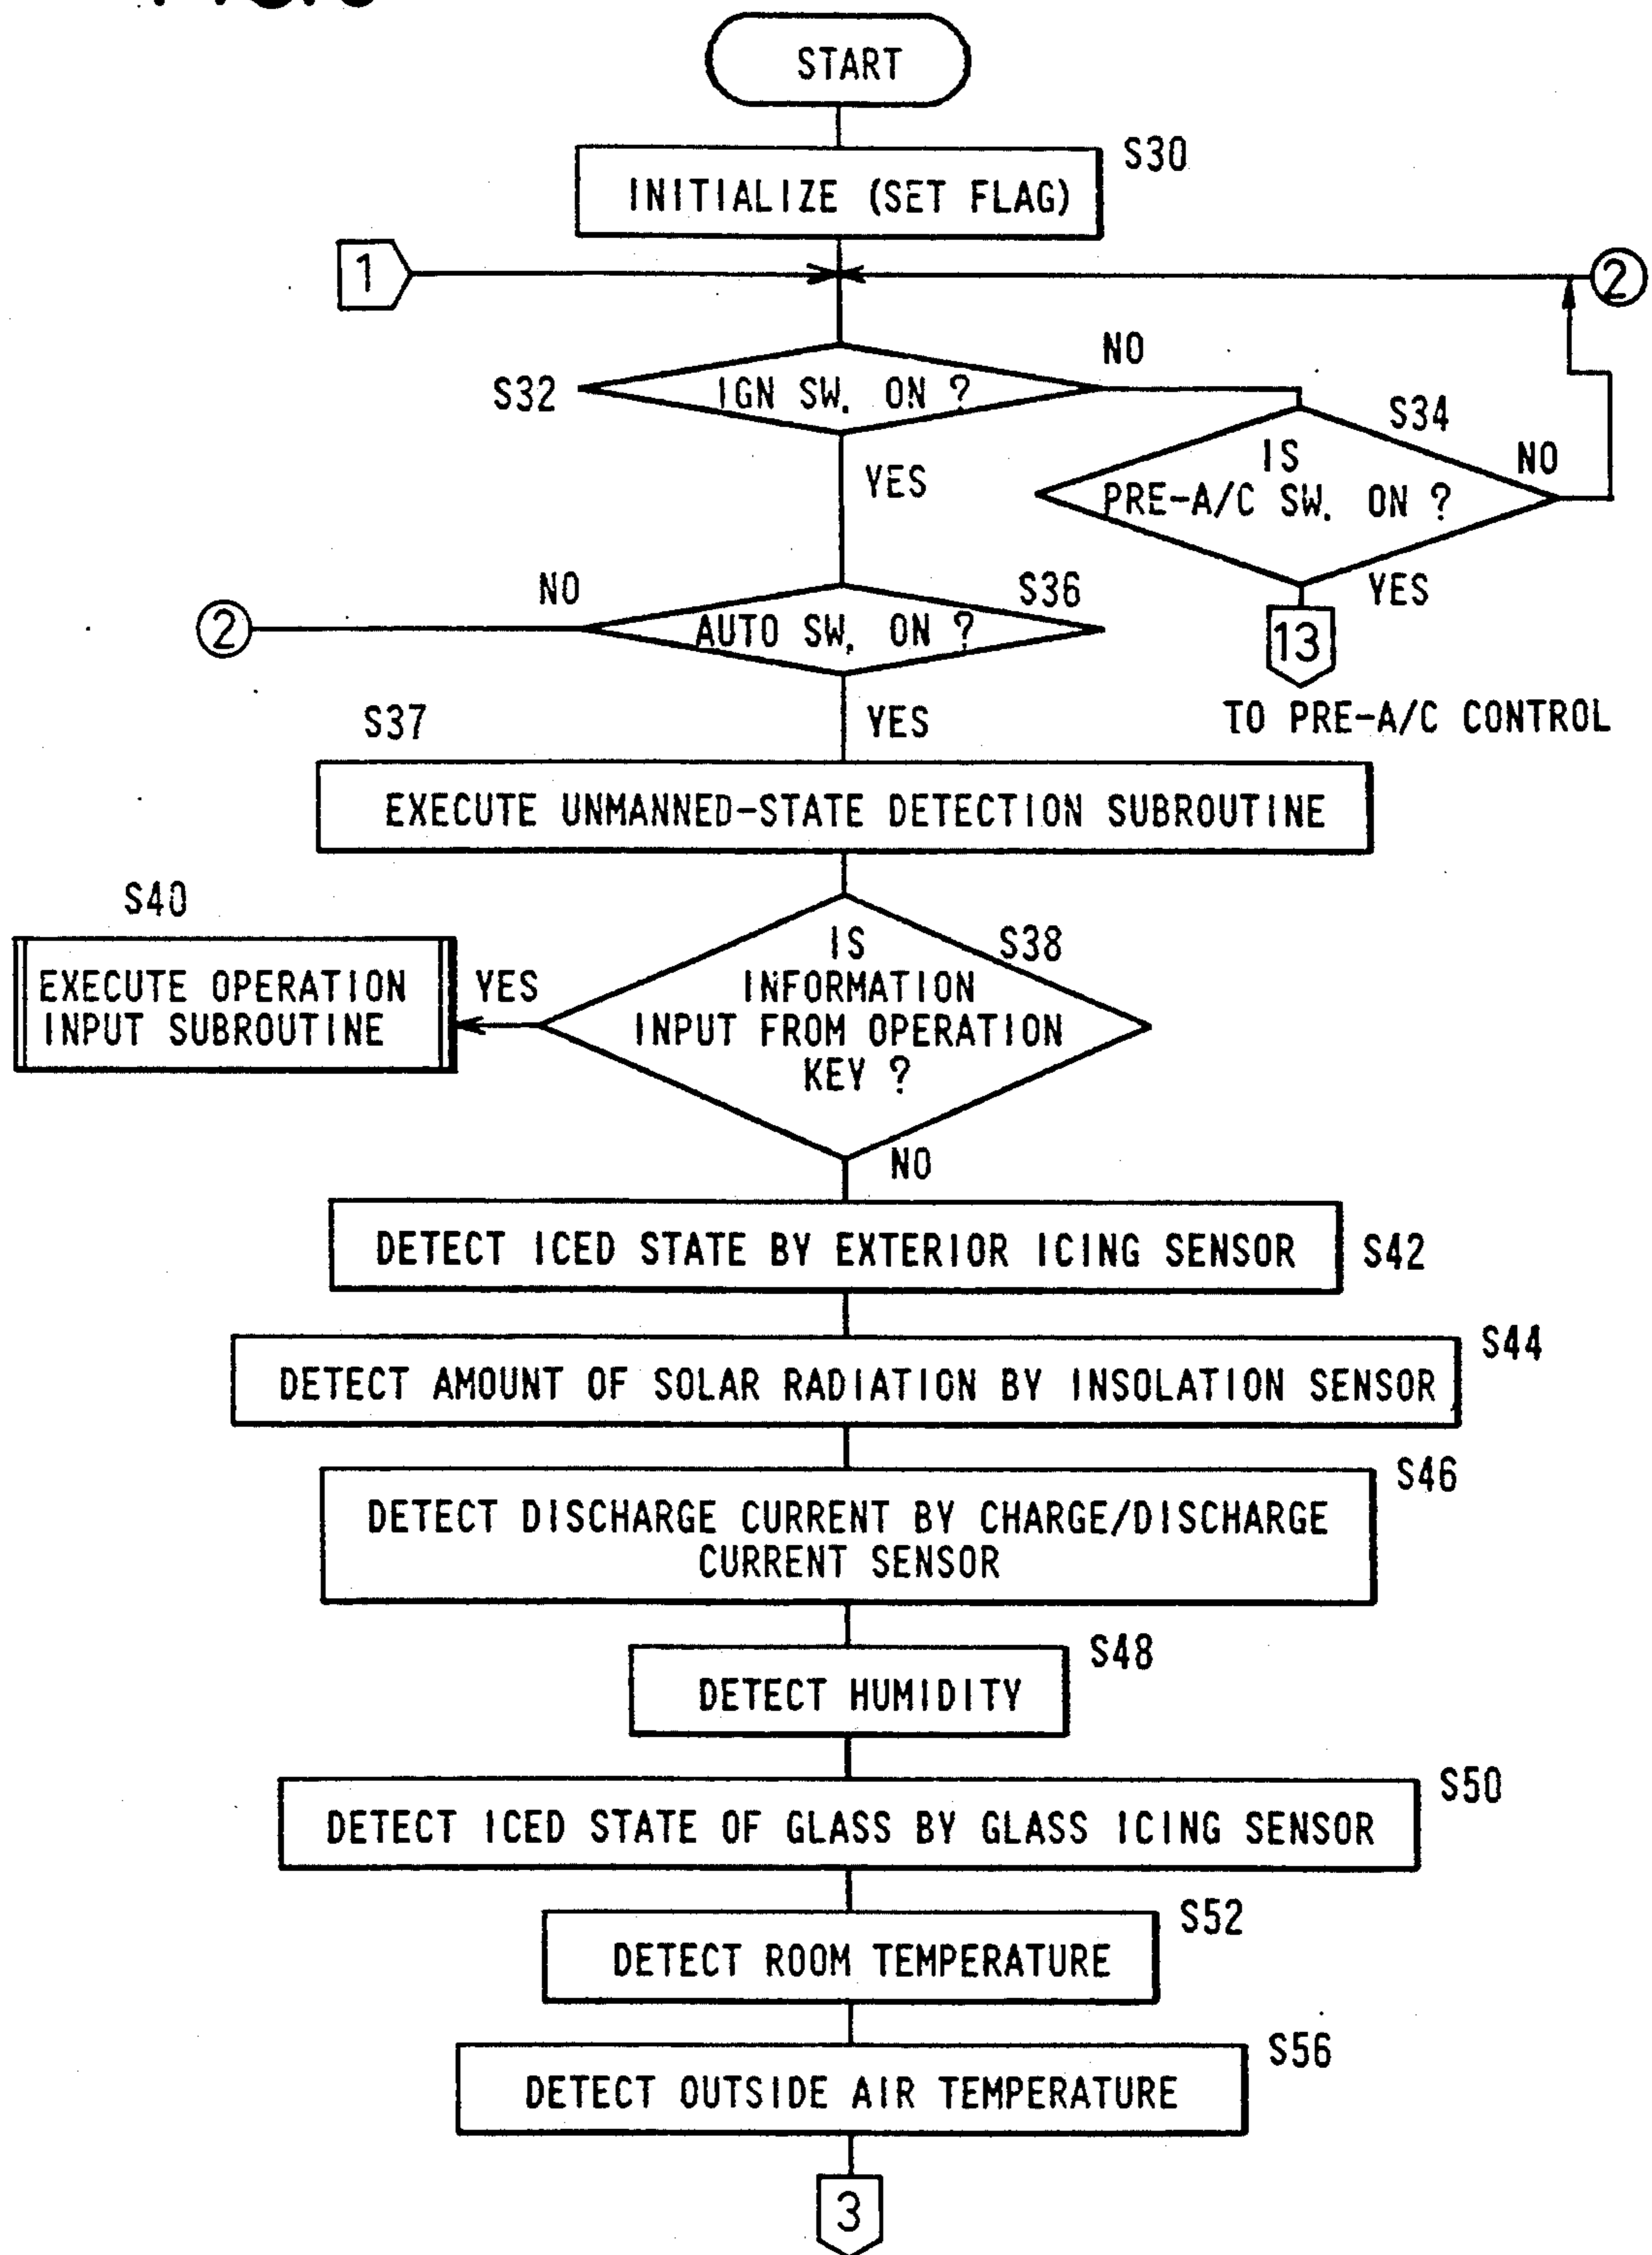 START
S30
INITIALIZE (SET FLAG)
1
2
NO
S32
IGN SW. ON ?
S34
IS
PRE-A/C SW. ON ?
NO
YES
YES
13
TO PRE-A/C CONTROL
NO
S36
2
AUTO SW. ON ?
S37
YES
EXECUTE UNMANNED-STATE DETECTION SUBROUTINE
S40
EXECUTE OPERATION
INPUT SUBROUTINE
YES
S38
IS
INFORMATION
INPUT FROM OPERATION
KEY ?
NO
DETECT ICED STATE BY EXTERIOR ICING SENSOR
S42
S44
DETECT AMOUNT OF SOLAR RADIATION BY INSOLATION SENSOR
S46
DETECT DISCHARGE CURRENT BY CHARGE/DISCHARGE
CURRENT SENSOR
S48
DETECT HUMIDITY
S50
DETECT ICED STATE OF GLASS BY GLASS ICING SENSOR
S52
DETECT ROOM TEMPERATURE
S56
DETECT OUTSIDE AIR TEMPERATURE
3